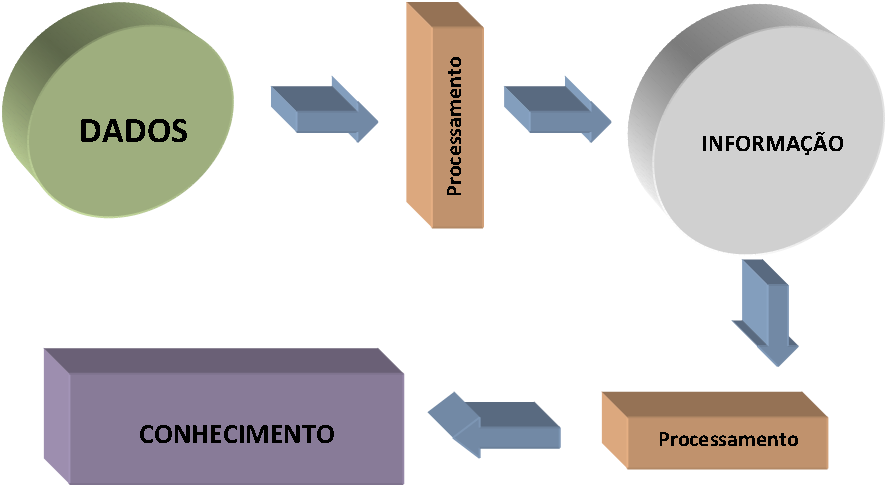 DADOS
Processamento
INFORMAÇÃO
Processamento
CONHECIMENTO